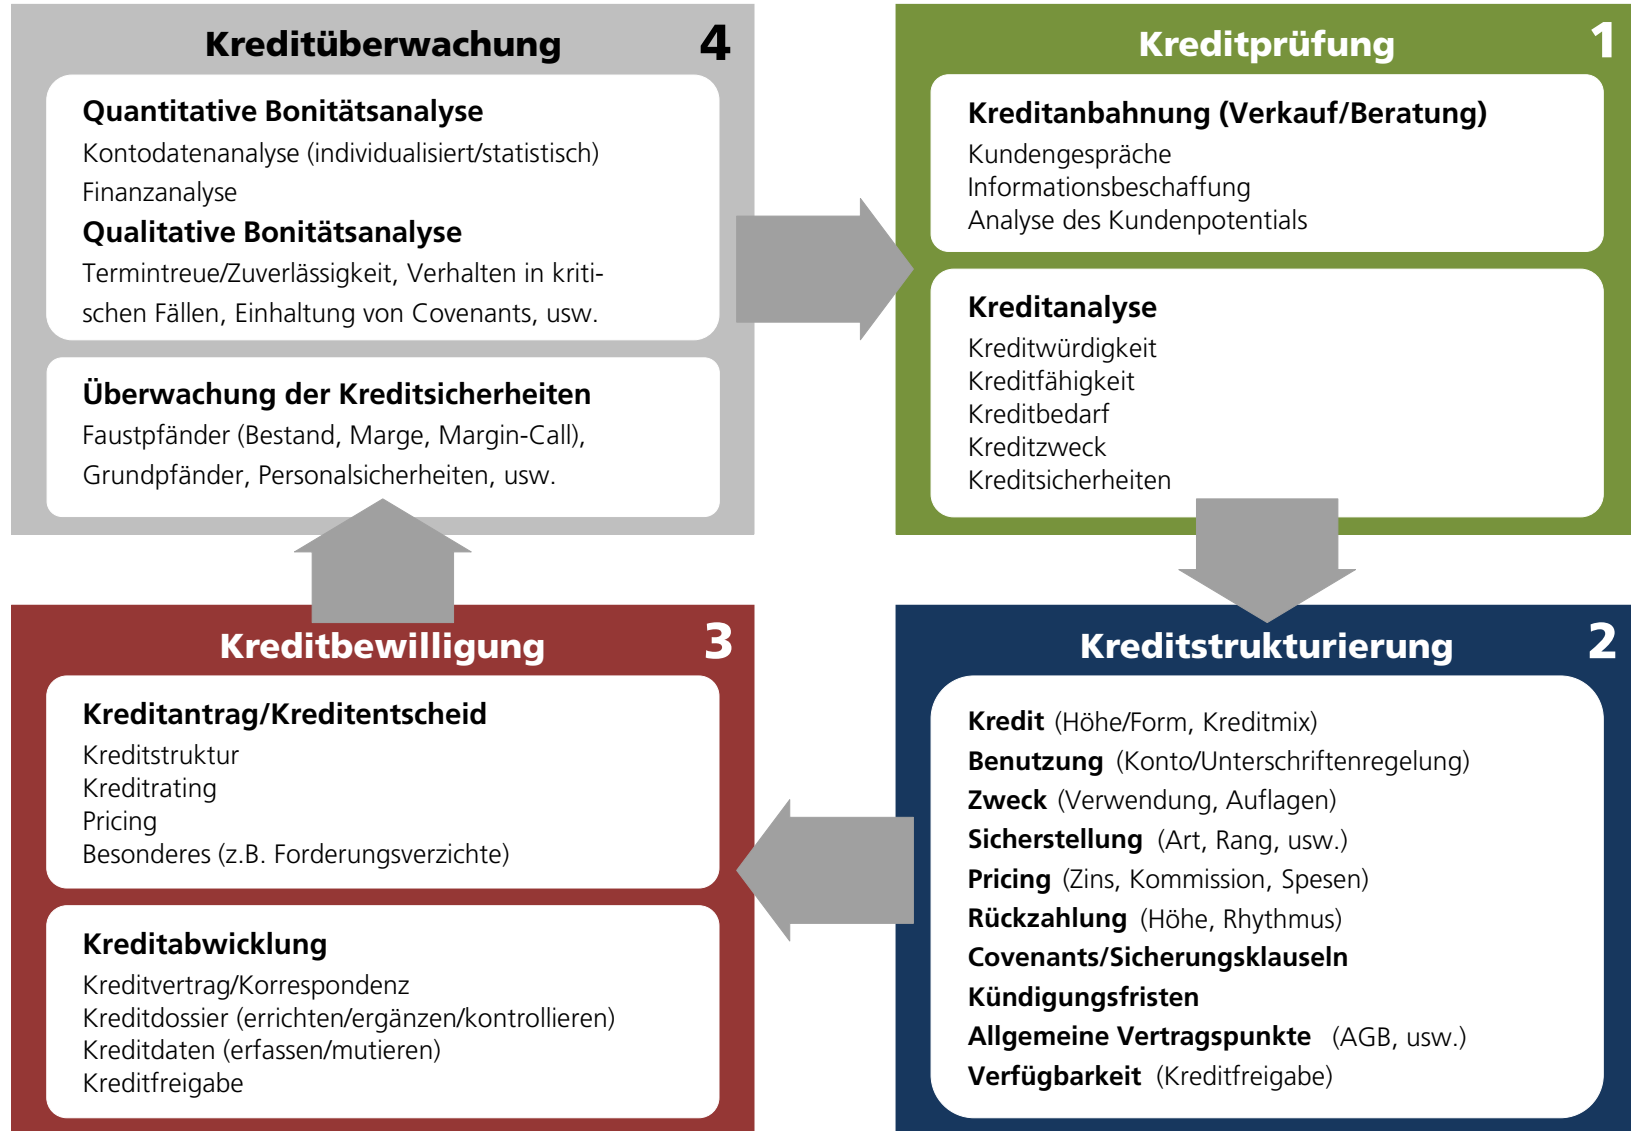 Kreditüberwachung 4
Quantitative Bonitätsanalyse
Kontodatenanalyse (individualisiert/statistisch)
Finanzanalyse
Qualitative Bonitätsanalyse
Termintreue/Zuverlässigkeit, Verhalten in kriti-
schen Fällen, Einhaltung von Covenants, usw.
Überwachung der Kreditsicherheiten
Faustpfänder (Bestand, Marge, Margin-Call),
Grundpfänder, Personalsicherheiten, usw.
Kreditprüfung 1
Kreditanbahnung (Verkauf/Beratung)
Kundengespräche
Informationsbeschaffung
Analyse des Kundenpotentials
Kreditanalyse
Kreditwürdigkeit
Kreditfähigkeit
Kreditbedarf
Kreditzweck
Kreditsicherheiten
Kreditbewilligung 3
Kreditantrag/Kreditentscheid
Kreditstruktur
Kreditrating
Pricing
Besonderes (z.B. Forderungsverzichte)
Kreditabwicklung
Kreditvertrag/Korrespondenz
Kreditdossier (errichten/ergänzen/kontrollieren)
Kreditdaten (erfassen/mutieren)
Kreditfreigabe
Kreditstrukturierung 2
Kredit (Höhe/Form, Kreditmix)
Benutzung (Konto/Unterschriftenregelung)
Zweck (Verwendung, Auflagen)
Sicherstellung (Art, Rang, usw.)
Pricing (Zins, Kommission, Spesen)
Rückzahlung (Höhe, Rhythmus)
Covenants/Sicherungsklauseln
Kündigungsfristen
Allgemeine Vertragspunkte (AGB, usw.)
Verfügbarkeit (Kreditfreigabe)